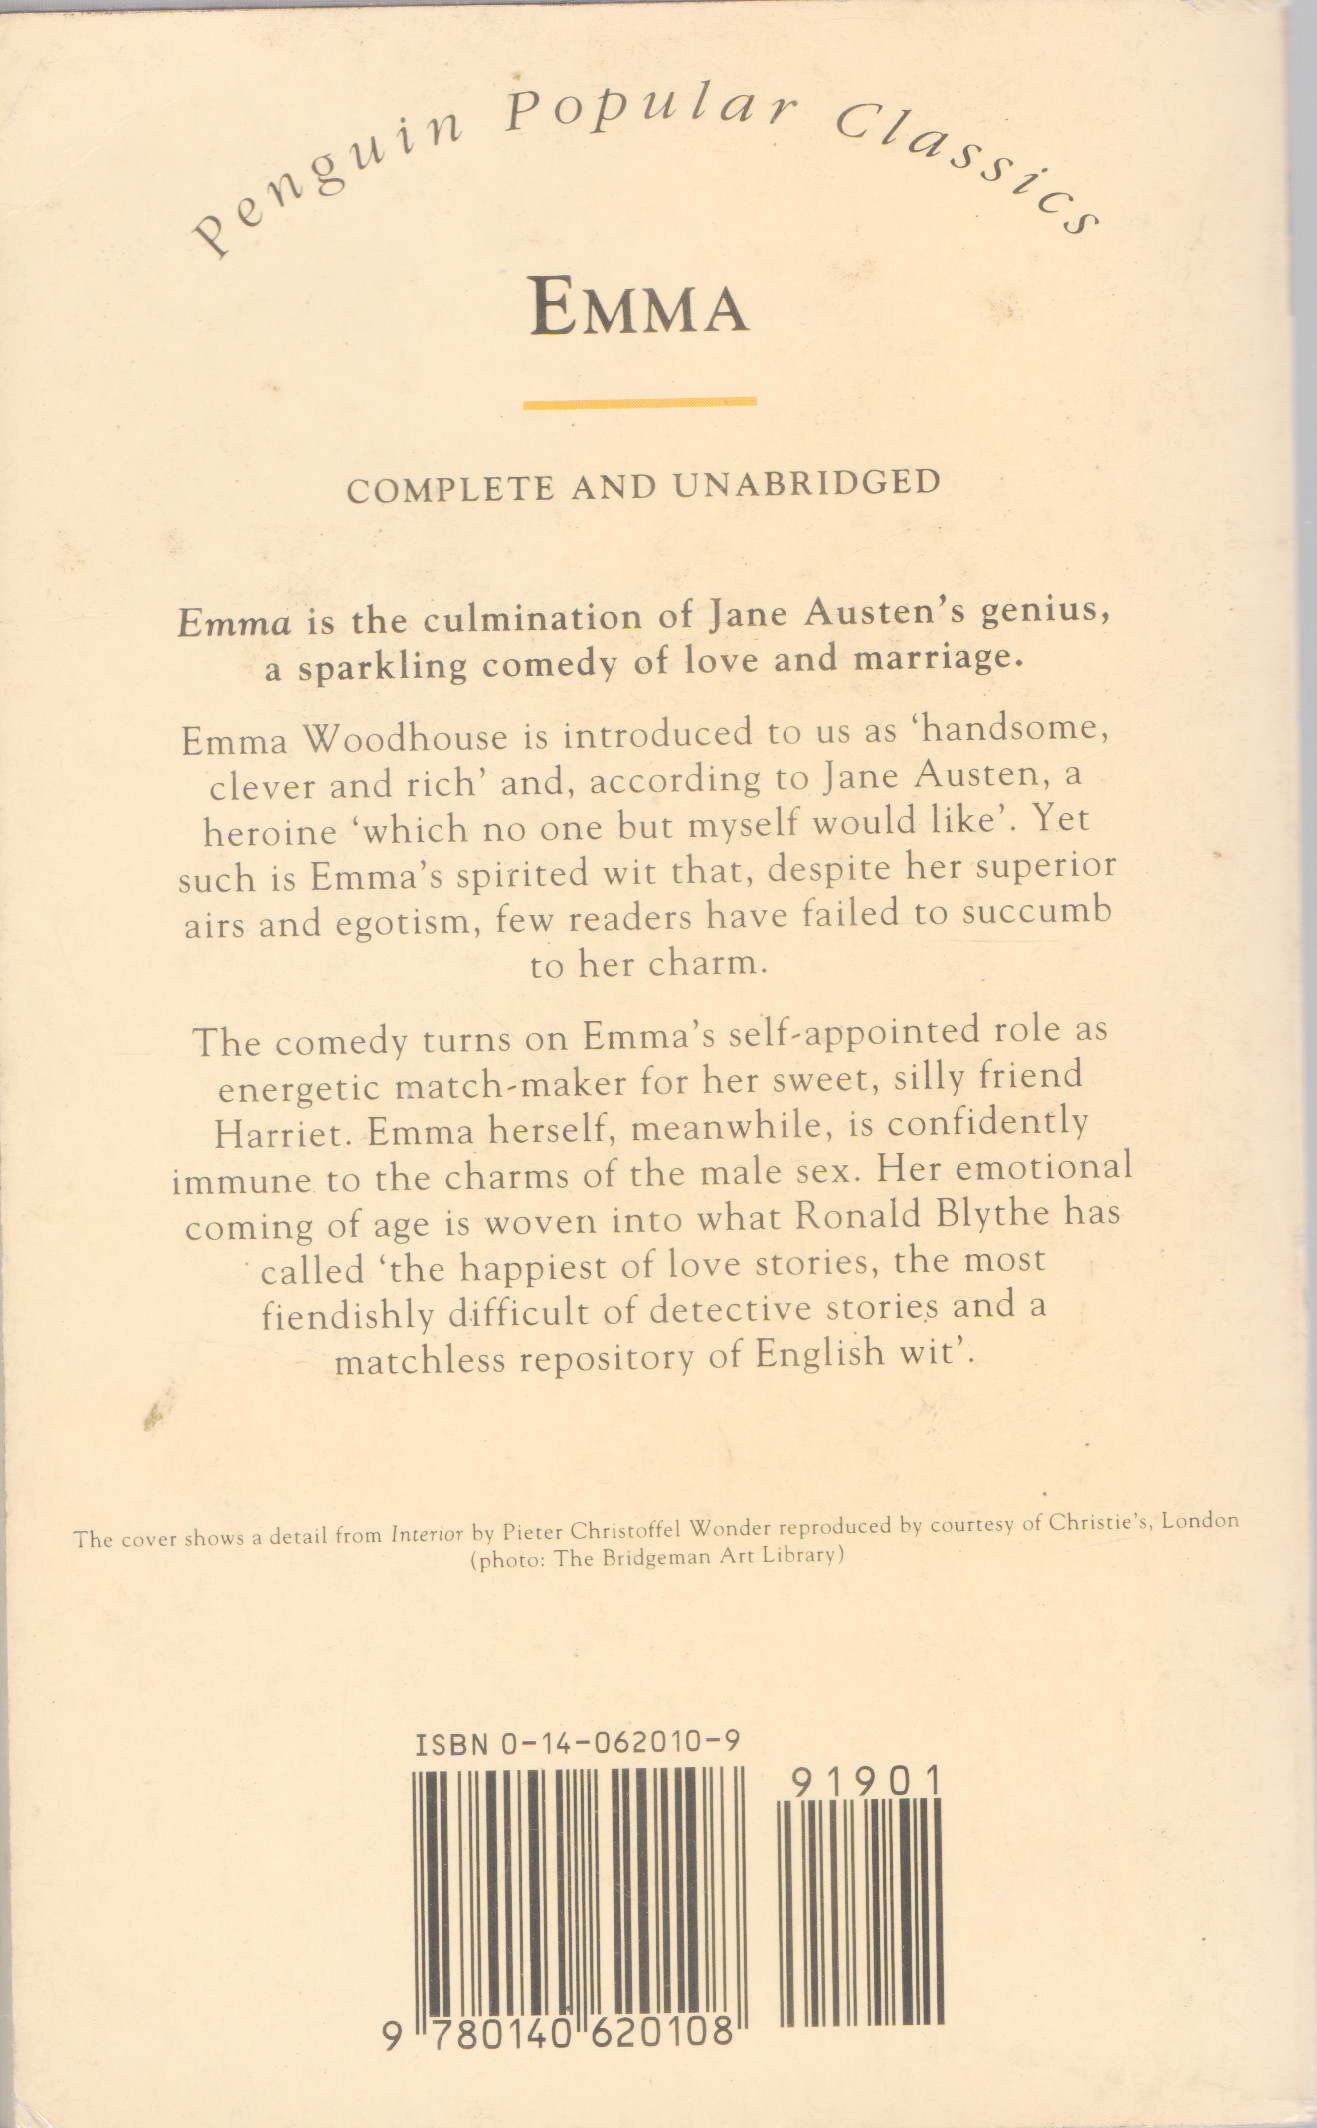 Penguin Popular Classics
EMMA
COMPLETE AND UNABRIDGED
Emma is the culmination of Jane Austen's genius,
a sparkling comedy of love and marriage.
Emma Woodhouse is introduced to us as ‘handsome,
clever and rich’ and, according to Jane Austen, a
heroine ‘which no one but myself would like’. Yet
such is Emma’s spirited wit that, despite her superior
airs and egotism, few readers have failed to succumb
to her charm.
The comedy turns on Emma’s self-appointed role as
energetic match-maker for her sweet, silly friend
Harriet. Emma herself, meanwhile, is confidently
immune to the charms of the male sex. Her emotional
coming of age is woven into what Ronald Blythe has
called ‘the happiest of love stories, the most
fiendishly difficult of detective stories and a
matchless repository of English wit’.
The cover shows a detail from Interior by Pieter Christoffel Wonder reproduced by courtesy of Christie's, London
(photo: The Bridgeman Art Library)
ISBN 0-14-062010-9
91901
9 780140 620108